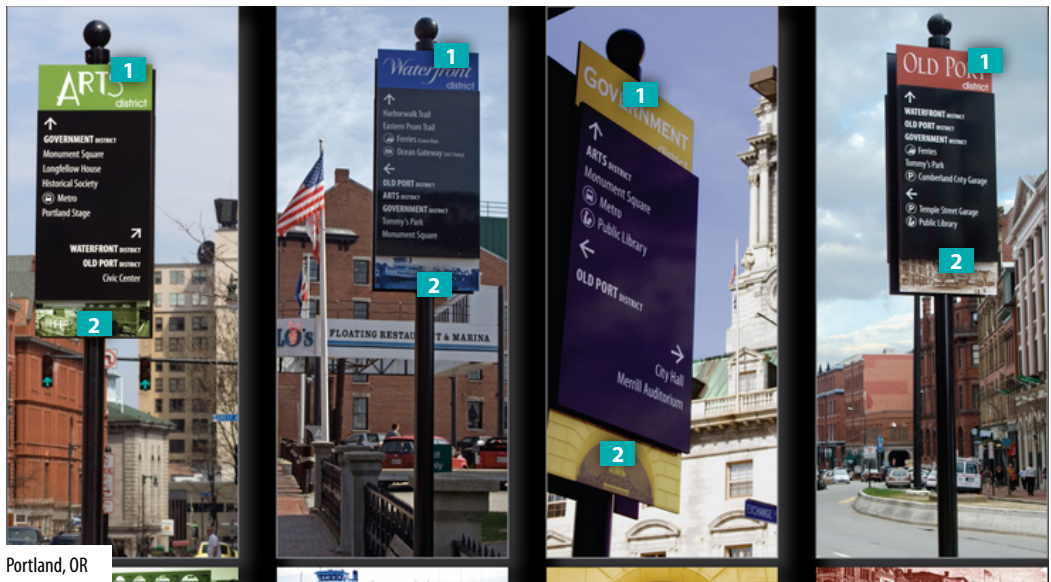 1
ARTS
district
↑
GOVERNMENT DISTRICT
Monument Square
Longfellow House
Historical Society
Metro
Portland Stage
↗
WATERFRONT DISTRICT
OLD PORT DISTRICT
Civic Center
2
Portland, OR
1
Waterfront
district
↑
Harborwalk Trail
Eastern Prom Trail
Ferries
Ocean Gateway
←
OLD PORT DISTRICT
ARTS DISTRICT
GOVERNMENT DISTRICT
Tommy's Park
Monument Square
2
FLOATING RESTAURANT & MARINA
1
GOVERNMENT
district
↑
ARTS DISTRICT
Monument Square
Metro
Public Library
←
OLD PORT DISTRICT
→
City Hall
Merrill Auditorium
2
EXCHANGE
1
OLD PORT
district
↑
WATERFRONT DISTRICT
OLD PORT DISTRICT
GOVERNMENT DISTRICT
Ferries
Tommy's Park
P Cumberland Cnty Garage
←
P Temple Street Garage
Public Library
2